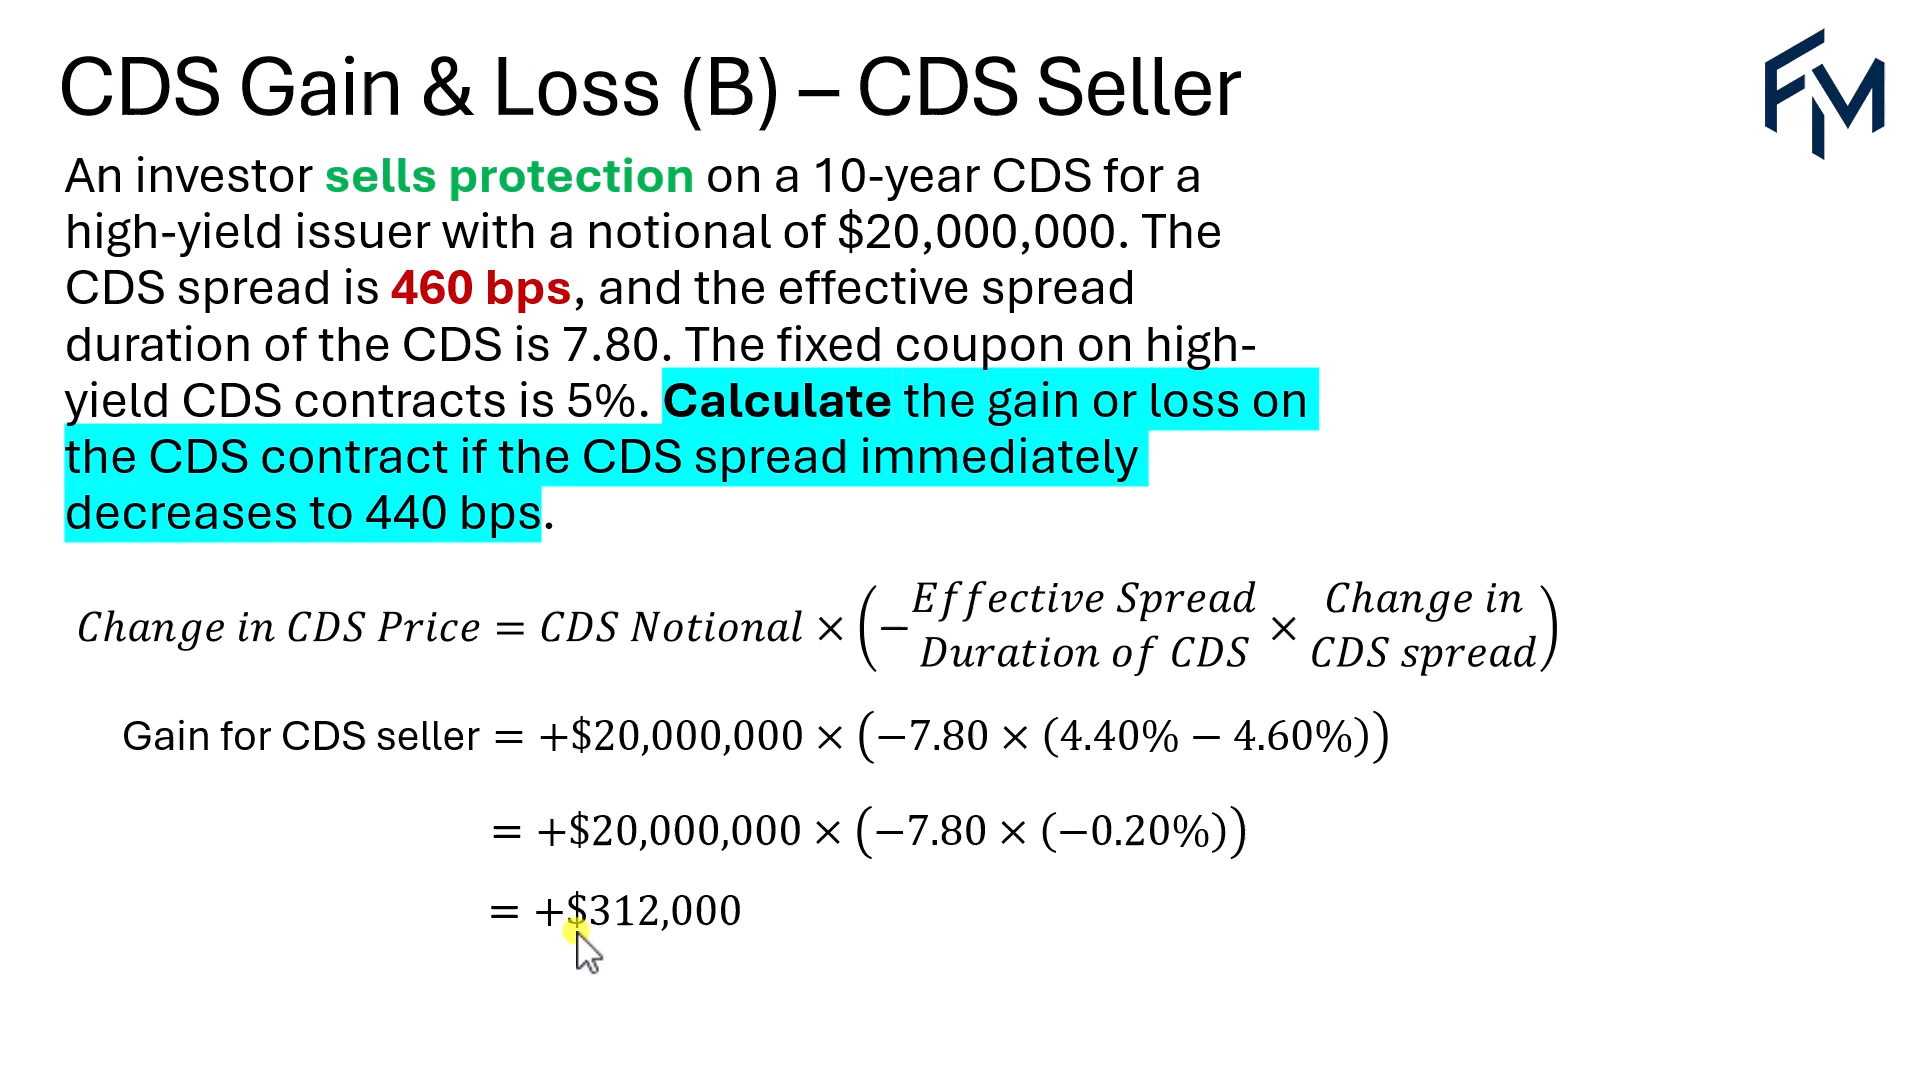 CDS Gain & Loss (B) – CDS Seller
FM
An investor sells protection on a 10-year CDS for a
high-yield issuer with a notional of $20,000,000. The
CDS spread is 460 bps, and the effective spread
duration of the CDS is 7.80. The fixed coupon on high-
yield CDS contracts is 5%. Calculate the gain or loss on
the CDS contract if the CDS spread immediately
decreases to 440 bps.
Change in CDS Price = CDS Notional × (−Effective Spread Duration of CDS × Change in CDS spread)
Gain for CDS seller = +$20,000,000 × (−7.80 × (4.40% − 4.60%))
= +$20,000,000 × (−7.80 × (−0.20%))
= +$312,000